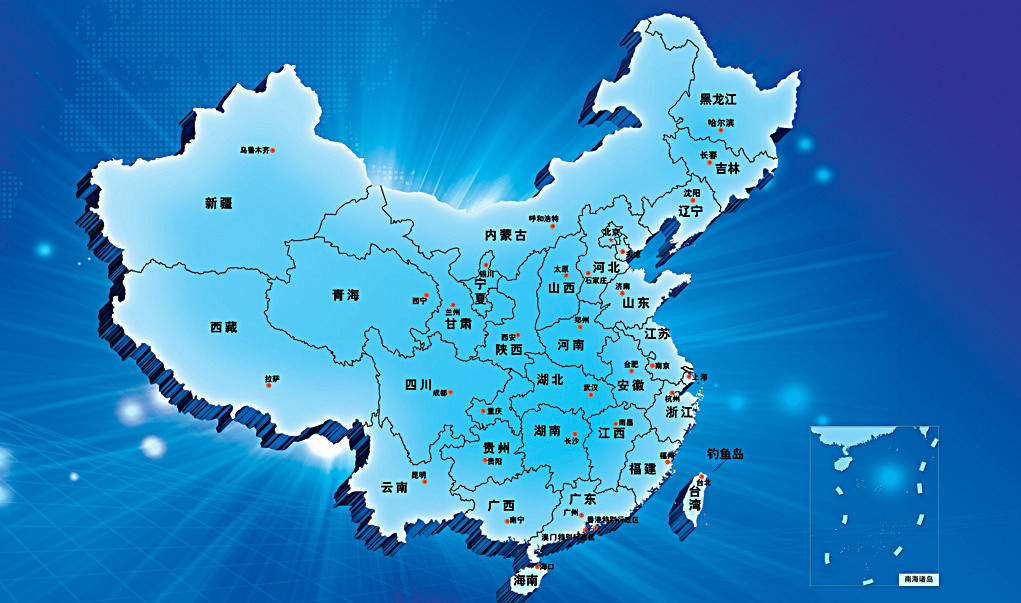 黑龙江
哈尔滨
乌鲁木齐
长春
吉林
沈阳
新疆
辽宁
呼和浩特
内蒙古
北京
天津
太原
河北
银川
石家庄
宁夏
山西
济南
青海
西宁
山东
兰州
甘肃
郑州
西藏
西安
河南
江苏
陕西
合肥
南京
上海
拉萨
四川
成都
湖北
武汉
安徽
杭州
重庆
浙江
南昌
湖南
长沙
江西
贵州
贵阳
福州
钓鱼岛
福建
昆明
云南
台北
台湾
广西
广东
广州
南宁
香港特别行政区
澳门特别行政区
海口
海南
南海诸岛